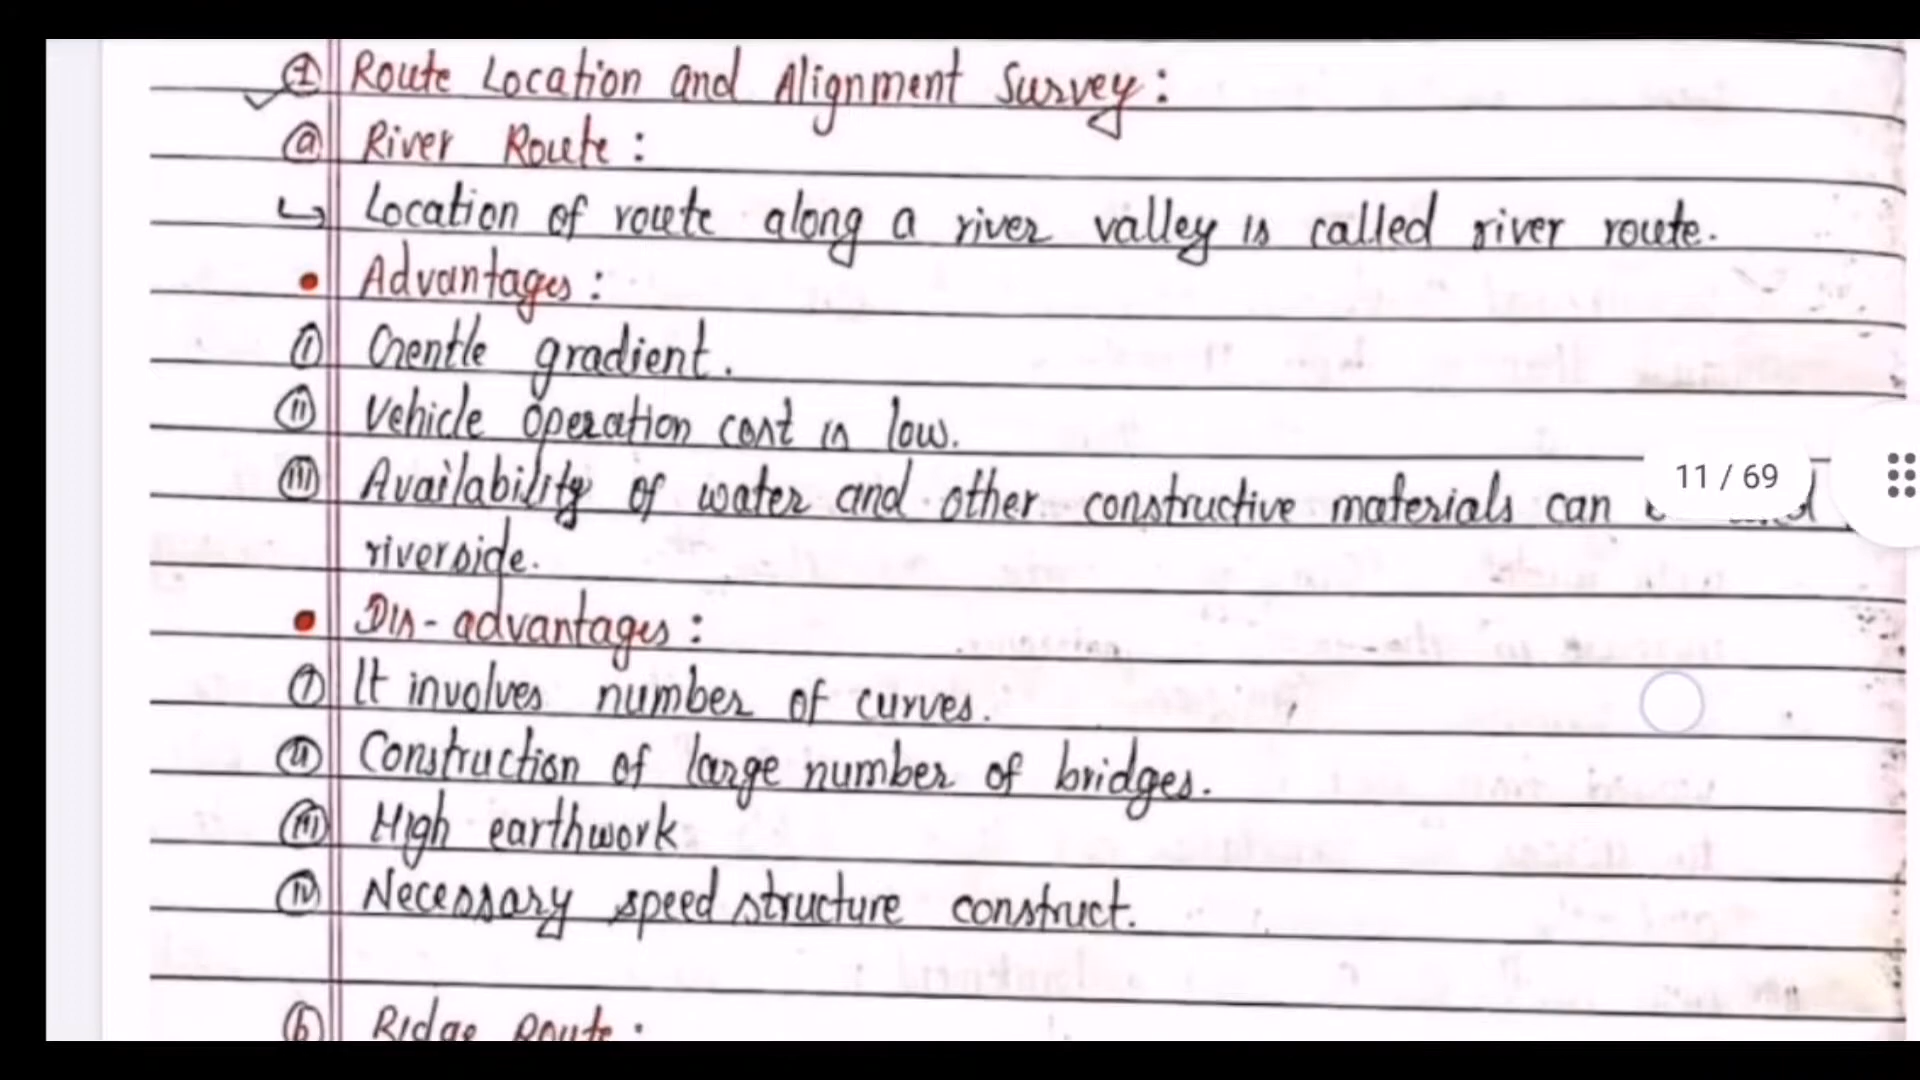 ① Route Location and Alignment Survey:
ⓐ River Route:
↳ Location of route along a river valley is called river route.
• Advantages:
ⓘ Gentle gradient.
ⓘⓘ Vehicle operation cost is low.
ⓘⓘⓘ Availability of water and other constructive materials can
11 / 69
riverside.
• Dis-advantages:
ⓘ It involves number of curves.
ⓘⓘ Construction of large number of bridges.
ⓘⓘⓘ High earthwork
ⓘⓥ Necessary speed structure construct.
ⓑ Ridge Route: